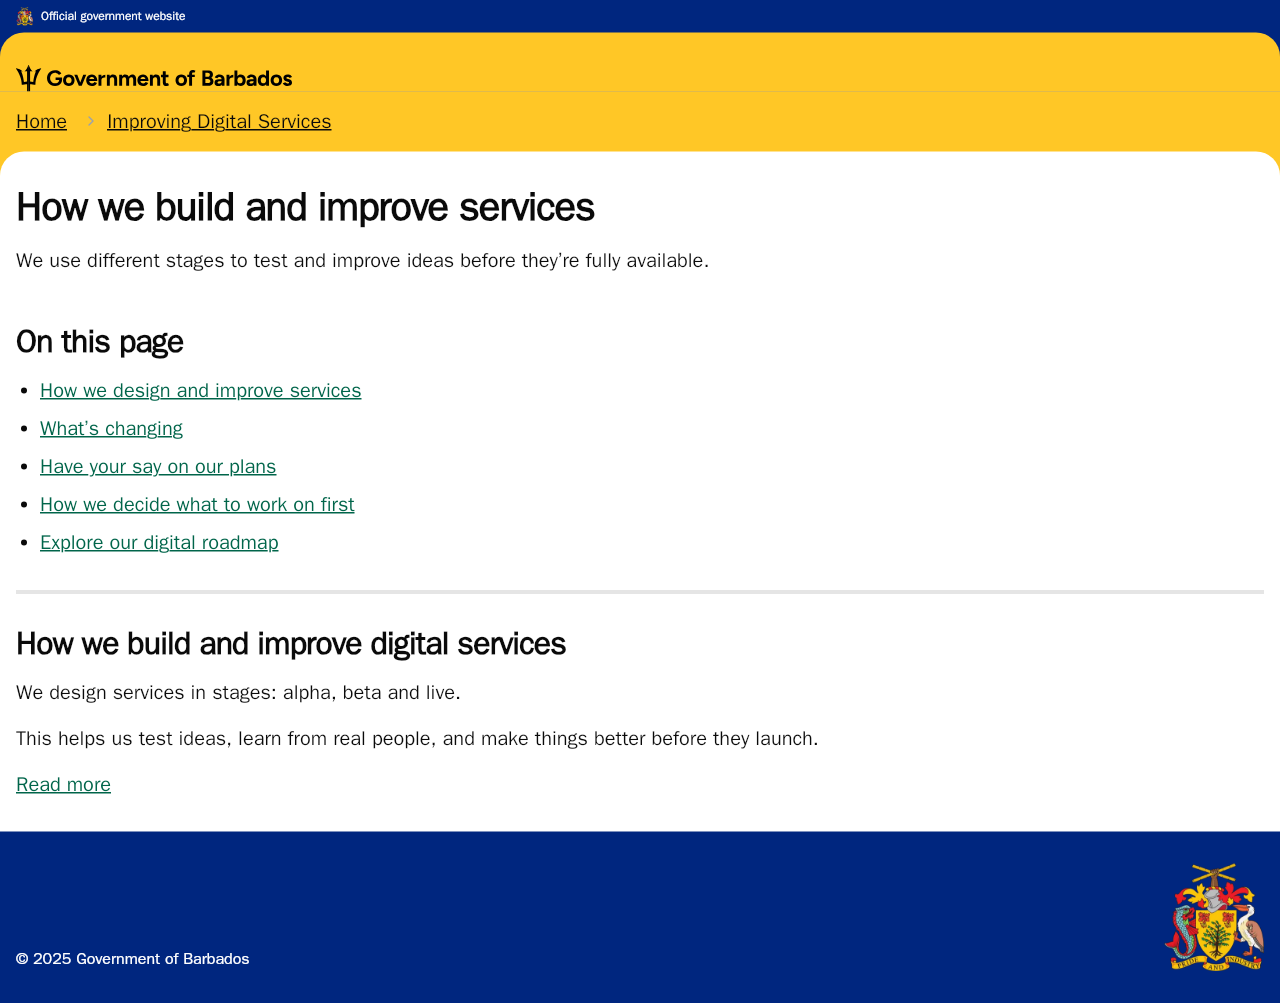 Official government website
Government of Barbados
Home
Improving Digital Services
How we build and improve services
We use different stages to test and improve ideas before they're fully available.
On this page
How we design and improve services
What's changing
Have your say on our plans
How we decide what to work on first
Explore our digital roadmap
How we build and improve digital services
We design services in stages: alpha, beta and live.
This helps us test ideas, learn from real people, and make things better before they launch.
Read more
PRIDE AND INDUSTRY
© 2025 Government of Barbados